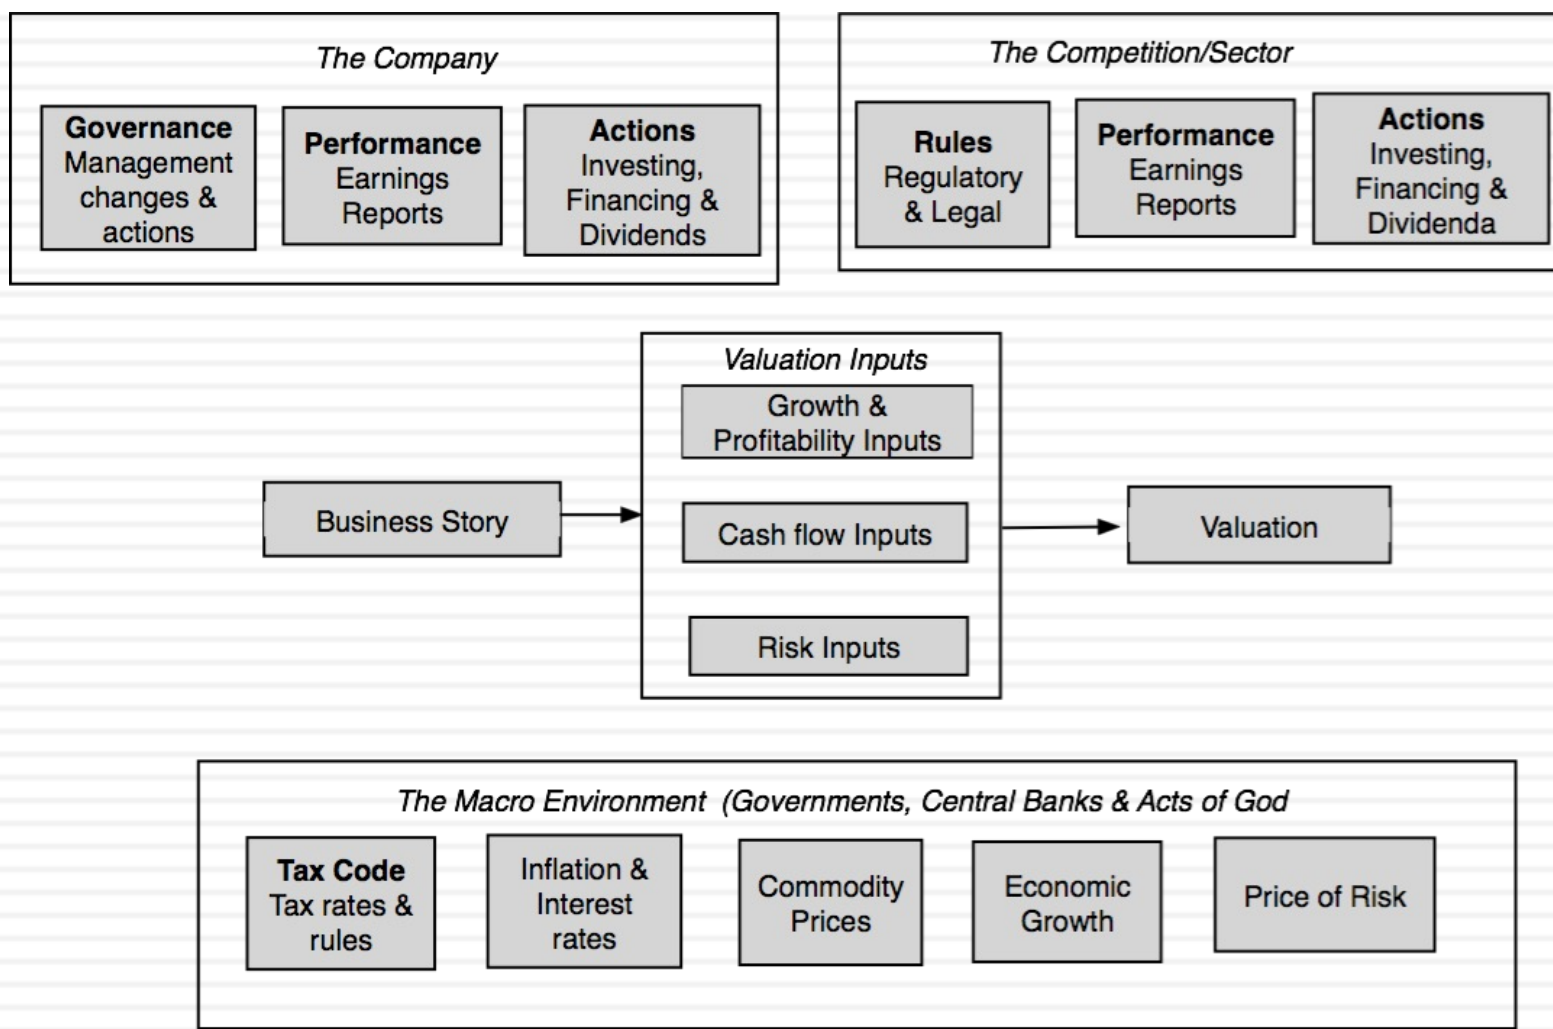 The Company
Governance
Management
changes &
actions
Performance
Earnings
Reports
Actions
Investing,
Financing &
Dividends
The Competition/Sector
Rules
Regulatory
& Legal
Performance
Earnings
Reports
Actions
Investing,
Financing &
Dividenda
Business Story
Valuation Inputs
Growth &
Profitability Inputs
Cash flow Inputs
Risk Inputs
Valuation
The Macro Environment (Governments, Central Banks & Acts of God
Tax Code
Tax rates &
rules
Inflation &
Interest
rates
Commodity
Prices
Economic
Growth
Price of Risk